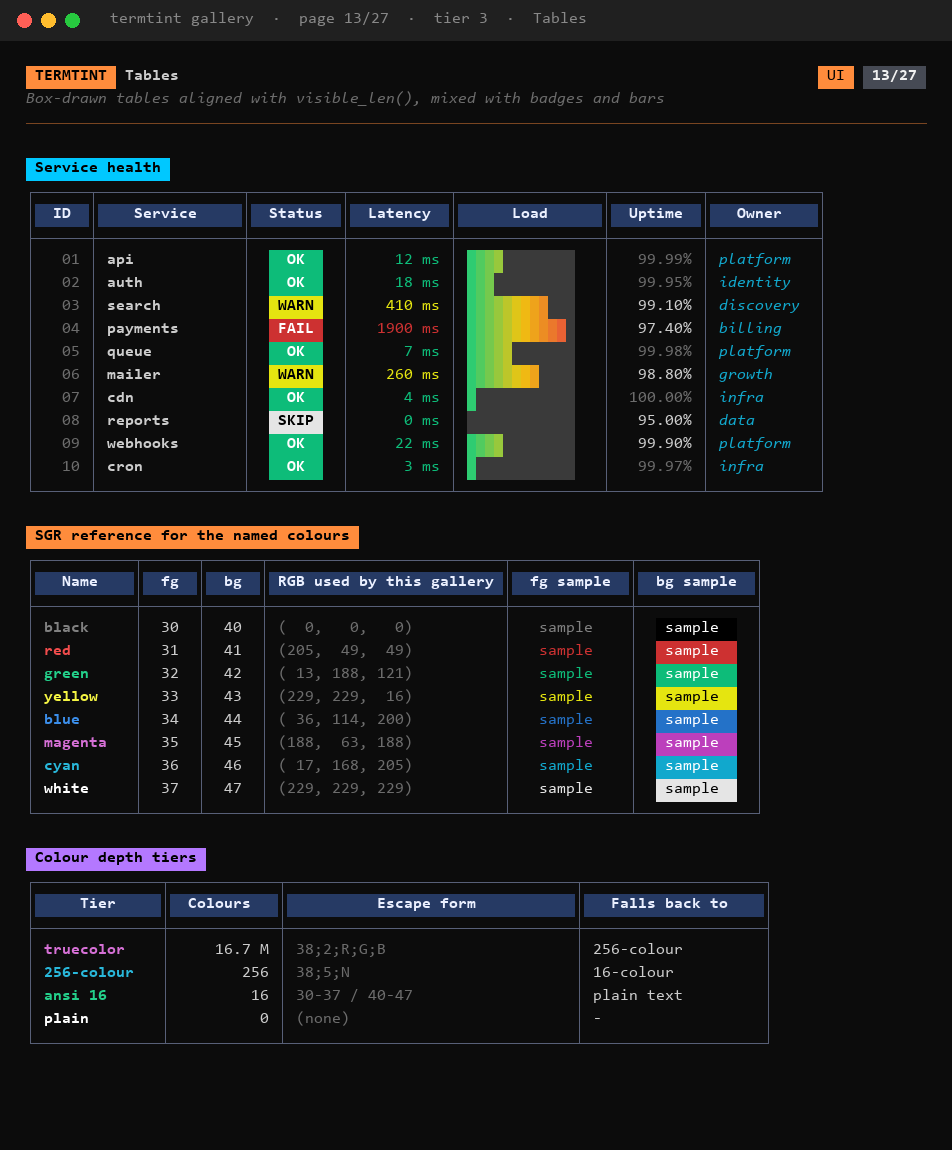 termtint gallery · page 13/27 · tier 3 · Tables
TERMTINT Tables UI 13/27
Box-drawn tables aligned with visible_len(), mixed with badges and bars
Service health
ID Service Status Latency Load Uptime Owner
01 api OK 12 ms 99.99% platform
02 auth OK 18 ms 99.95% identity
03 search WARN 410 ms 99.10% discovery
04 payments FAIL 1900 ms 97.40% billing
05 queue OK 7 ms 99.98% platform
06 mailer WARN 260 ms 98.80% growth
07 cdn OK 4 ms 100.00% infra
08 reports SKIP 0 ms 95.00% data
09 webhooks OK 22 ms 99.90% platform
10 cron OK 3 ms 99.97% infra
SGR reference for the named colours
Name fg bg RGB used by this gallery fg sample bg sample
black 30 40 (  0,   0,   0) sample sample
red 31 41 (205,  49,  49) sample sample
green 32 42 ( 13, 188, 121) sample sample
yellow 33 43 (229, 229,  16) sample sample
blue 34 44 ( 36, 114, 200) sample sample
magenta 35 45 (188,  63, 188) sample sample
cyan 36 46 ( 17, 168, 205) sample sample
white 37 47 (229, 229, 229) sample sample
Colour depth tiers
Tier Colours Escape form Falls back to
truecolor 16.7 M 38;2;R;G;B 256-colour
256-colour 256 38;5;N 16-colour
ansi 16 16 30-37 / 40-47 plain text
plain 0 (none) -